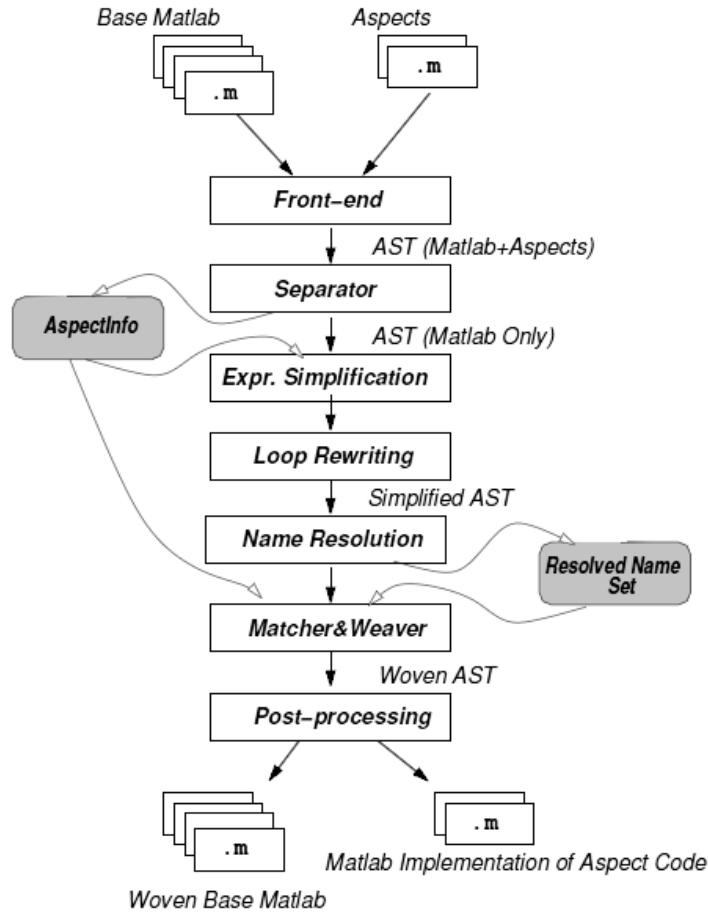 Base Matlab
Aspects
.m
.m
Front-end
AST (Matlab+Aspects)
Separator
AspectInfo
AST (Matlab Only)
Expr. Simplification
Loop Rewriting
Simplified AST
Name Resolution
Resolved Name
Set
Matcher&Weaver
Woven AST
Post-processing
.m
.m
Matlab Implementation of Aspect Code
Woven Base Matlab